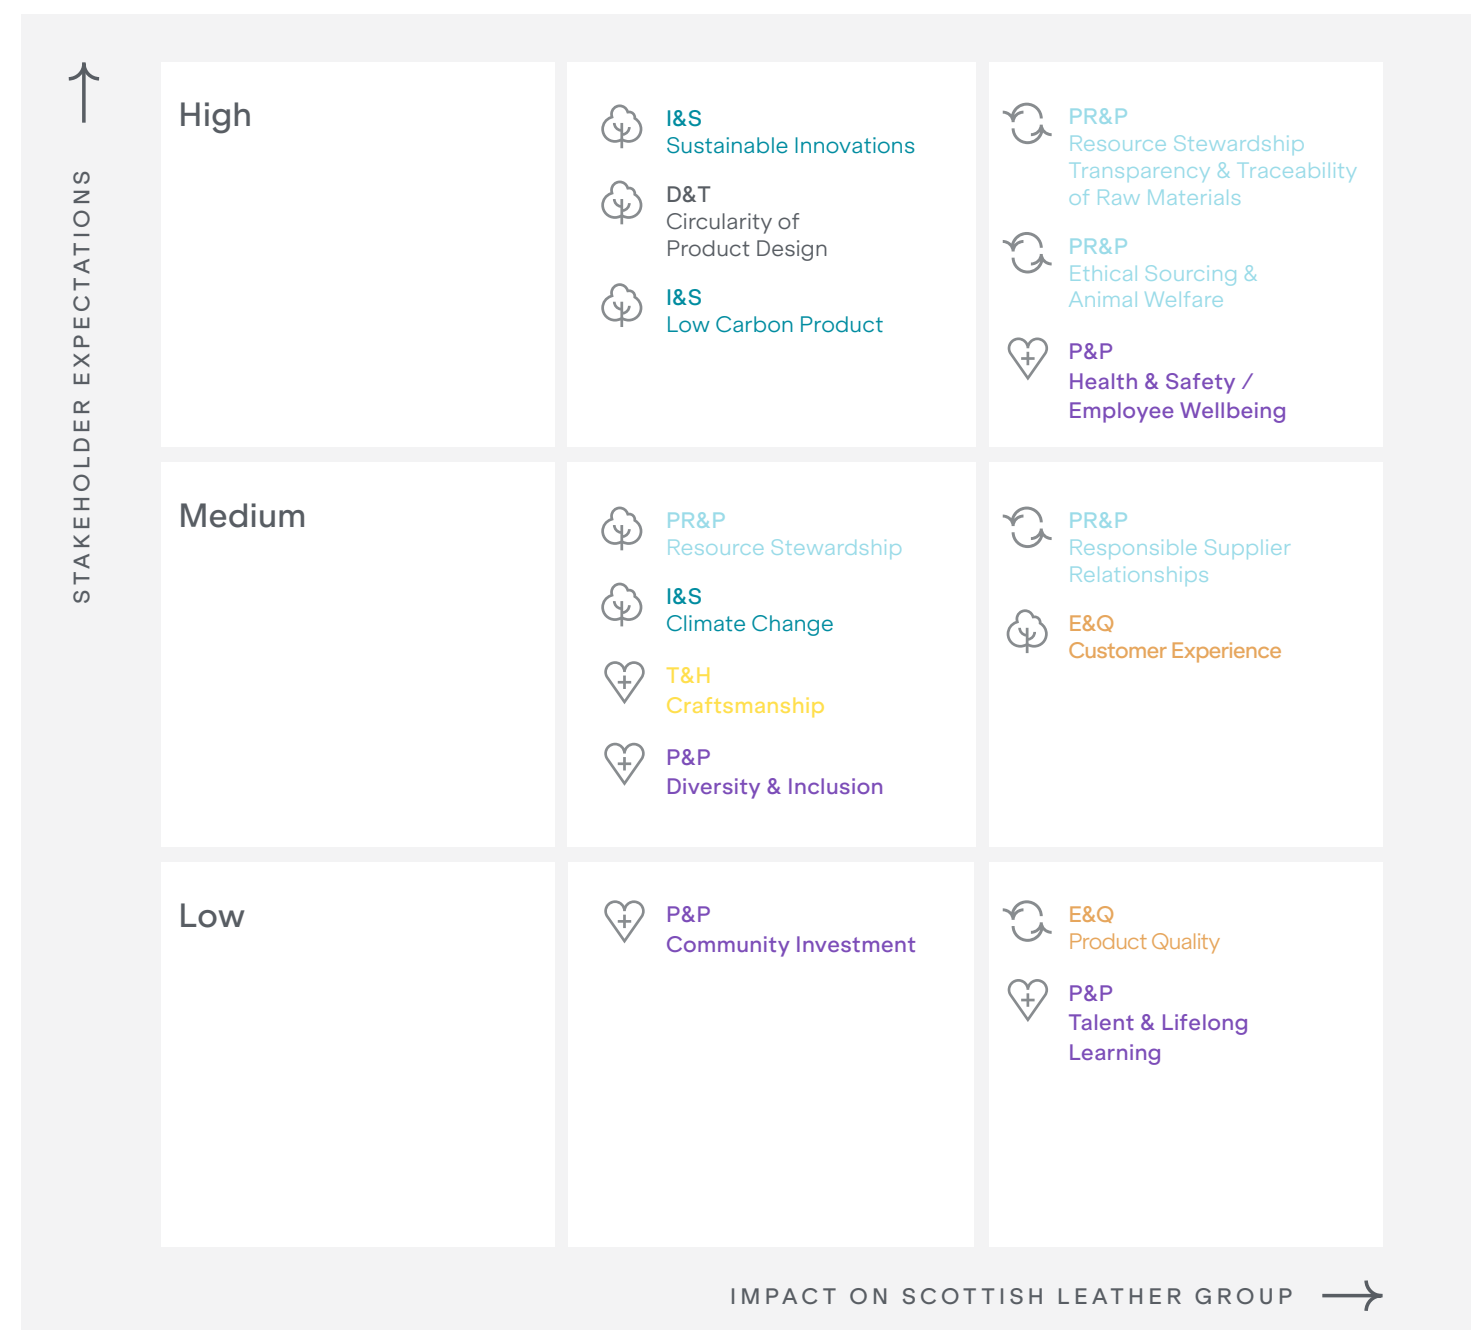 STAKEHOLDER EXPECTATIONS
High
I&S
Sustainable Innovations
D&T
Circularity of
Product Design
I&S
Low Carbon Product
PR&P
Resource Stewardship
Transparency & Traceability
of Raw Materials
PR&P
Ethical Sourcing &
Animal Welfare
P&P
Health & Safety /
Employee Wellbeing
Medium
PR&P
Resource Stewardship
I&S
Climate Change
T&H
Craftsmanship
P&P
Diversity & Inclusion
PR&P
Responsible Supplier
Relationships
E&Q
Customer Experience
Low
P&P
Community Investment
E&Q
Product Quality
P&P
Talent & Lifelong
Learning
IMPACT ON SCOTTISH LEATHER GROUP